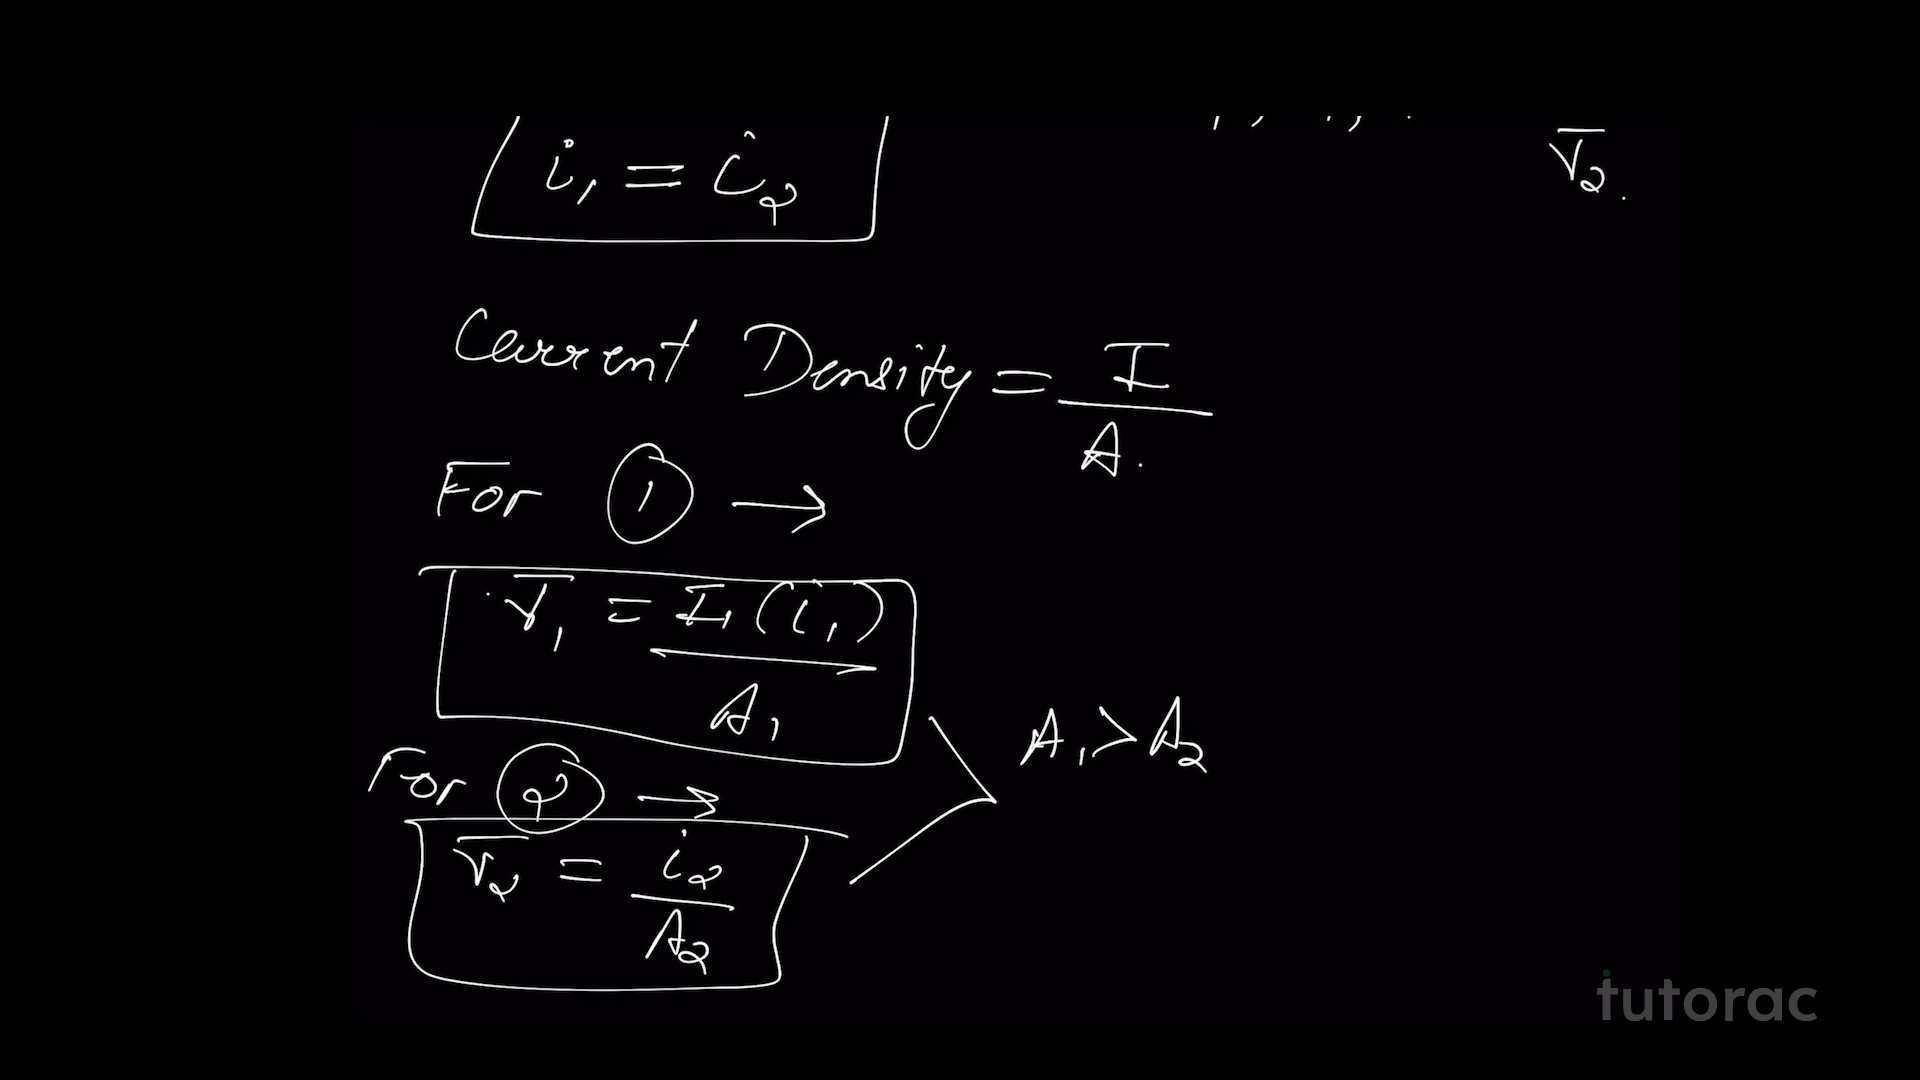 i₁ = i₂
J₂.
Current Density = I / A.
For ① →
J₁ = I₁(i₁) / A₁
A₁ > A₂
For ② →
J₂ = i₂ / A₂
tutorac